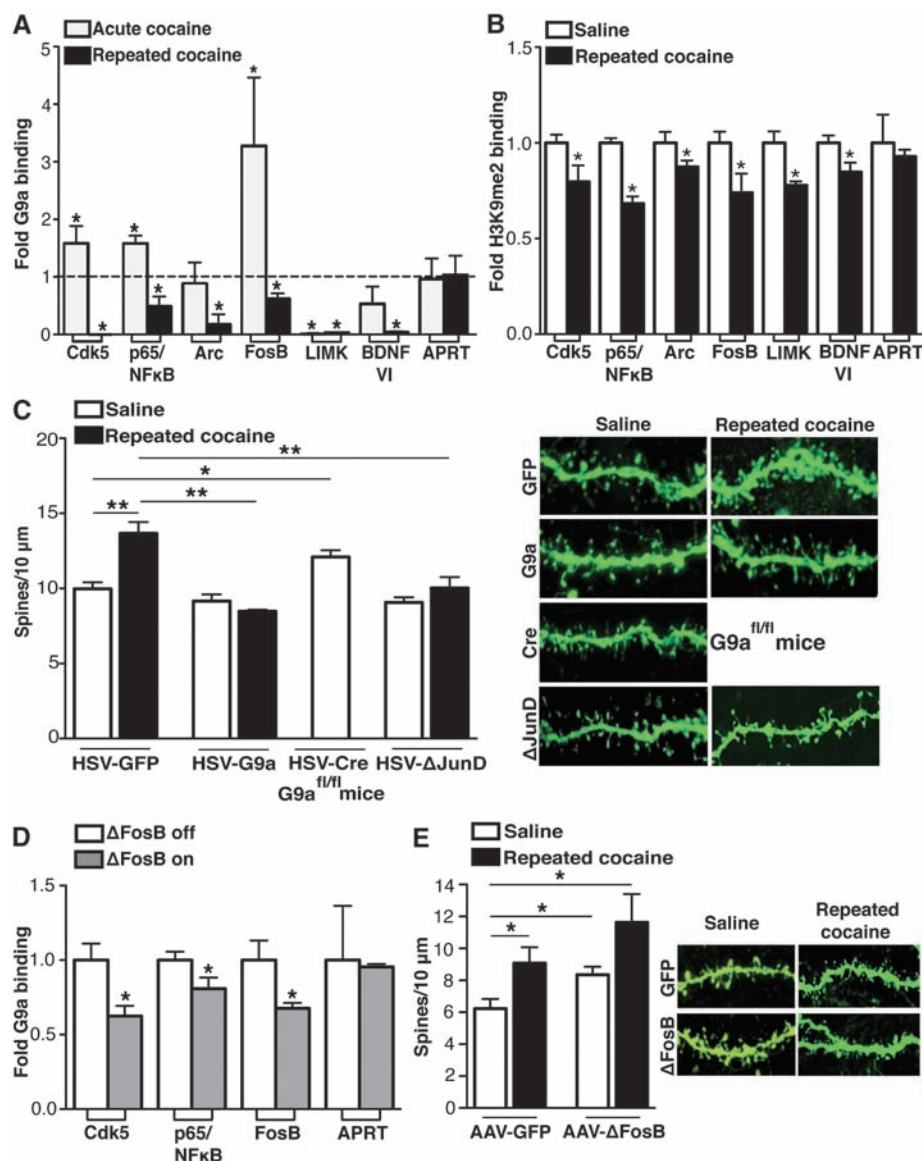 A
Acute cocaine
Repeated cocaine
Fold G9a binding
5
4
3
2
1
0
*
*
*
*
*
*
*
*
*
*
Cdk5
p65/
NFκB
Arc
FosB
LIMK
BDNF
VI
APRT
B
Saline
Repeated cocaine
Fold H3K9me2 binding
1.5
1.0
0.5
0.0
*
*
*
*
*
*
Cdk5
p65/
NFκB
Arc
FosB
LIMK
BDNF
VI
APRT
C
Saline
Repeated cocaine
Spines/10 µm
20
15
10
5
0
**
*
**
**
HSV-GFP
HSV-G9a
HSV-Cre
G9afl/fl mice
HSV-ΔJunD
Saline
Repeated cocaine
GFP
G9a
Cre
G9afl/fl mice
ΔJunD
D
ΔFosB off
ΔFosB on
Fold G9a binding
1.5
1.0
0.5
0.0
*
*
*
Cdk5
p65/
NFκB
FosB
APRT
E
Saline
Repeated cocaine
Spines/10 µm
14
12
10
8
6
4
2
0
*
*
*
AAV-GFP
AAV-ΔFosB
Saline
Repeated
cocaine
GFP
ΔFosB